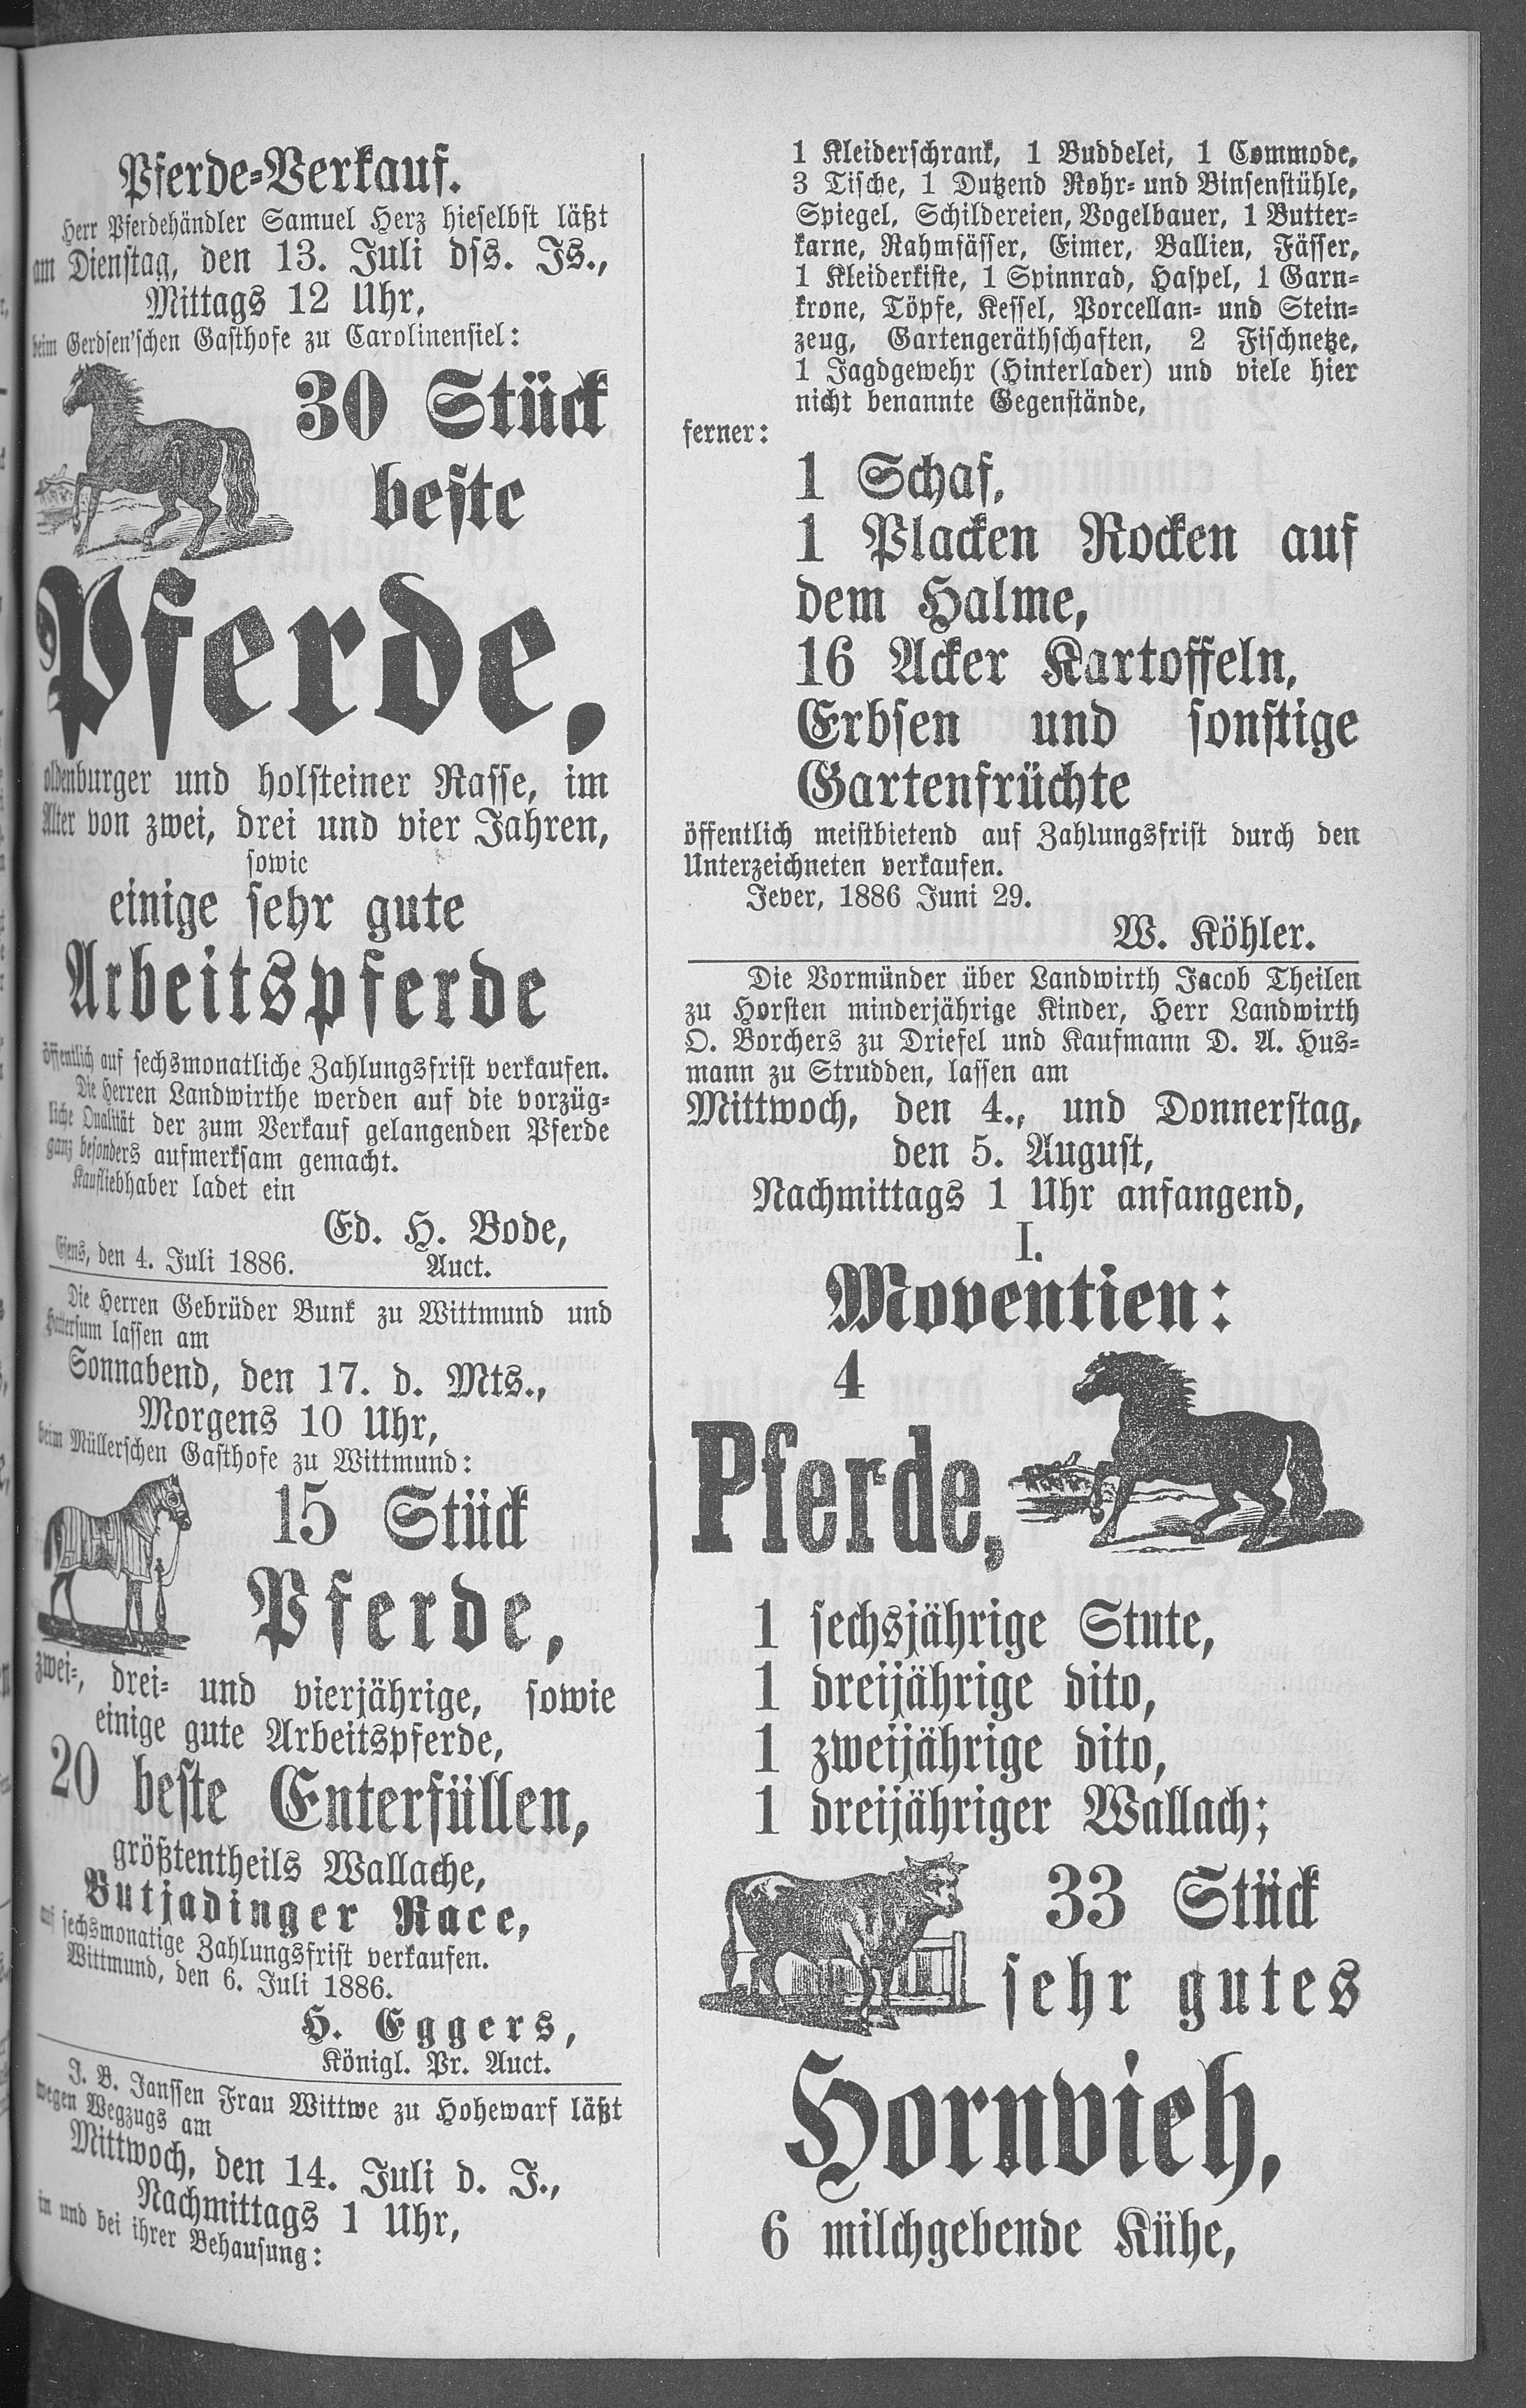 Pferde-Verkauf.
Herr Pferdehändler Samuel Herz hieselbst läßt
am Dienstag, den 13. Juli dss. Js.,
Mittags 12 Uhr,
beim Gerdsen'schen Gasthofe zu Carolinensiel:
30 Stück
beste
Pferde,
oldenburger und holsteiner Rasse, im
Alter von zwei, drei und vier Jahren,
sowie
einige sehr gute
Arbeitspferde
öffentlich auf sechsmonatliche Zahlungsfrist verkaufen.
Die Herren Landwirthe werden auf die vorzüg-
liche Qualität der zum Verkauf gelangenden Pferde
ganz besonders aufmerksam gemacht.
Kaufliebhaber ladet ein
Ed. H. Bode,
Esens, den 4. Juli 1886. Auct.
Die Herren Gebrüder Bunk zu Wittmund und
Hattersum lassen am
Sonnabend, den 17. d. Mts.,
Morgens 10 Uhr,
beim Müllerschen Gasthofe zu Wittmund:
15 Stück
Pferde,
zwei-, drei- und vierjährige, sowie
einige gute Arbeitspferde,
20 beste Enterfüllen,
größtentheils Wallache,
Butjadinger Race,
auf sechsmonatige Zahlungsfrist verkaufen.
Wittmund, den 6. Juli 1886.
H. Eggers,
Königl. Pr. Auct.
J. B. Janssen Frau Wittwe zu Hohewarf läßt
wegen Wegzugs am
Mittwoch, den 14. Juli d. J.,
Nachmittags 1 Uhr,
in und bei ihrer Behausung:
1 Kleiderschrank, 1 Buddelei, 1 Commode,
3 Tische, 1 Dutzend Rohr- und Binsenstühle,
Spiegel, Schildereien, Vogelbauer, 1 Butter-
karne, Rahmfässer, Eimer, Ballien, Fässer,
1 Kleiderkiste, 1 Spinnrad, Haspel, 1 Garn-
krone, Töpfe, Kessel, Porcellan- und Stein-
zeug, Gartengeräthschaften, 2 Fischnetze,
1 Jagdgewehr (Hinterlader) und viele hier
nicht benannte Gegenstände,
ferner:
1 Schaf,
1 Placken Rocken auf
dem Halme,
16 Acker Kartoffeln,
Erbsen und sonstige
Gartenfrüchte
öffentlich meistbietend auf Zahlungsfrist durch den
Unterzeichneten verkaufen.
Jever, 1886 Juni 29.
W. Köhler.
Die Vormünder über Landwirth Jacob Theilen
zu Horsten minderjährige Kinder, Herr Landwirth
O. Borchers zu Driefel und Kaufmann D. A. Hus-
mann zu Strudden, lassen am
Mittwoch, den 4., und Donnerstag,
den 5. August,
Nachmittags 1 Uhr anfangend,
I.
Moventien:
4
Pferde,
1 sechsjährige Stute,
1 dreijährige dito,
1 zweijährige dito,
1 dreijähriger Wallach;
33 Stück
sehr gutes
Hornvieh,
6 milchgebende Kühe,